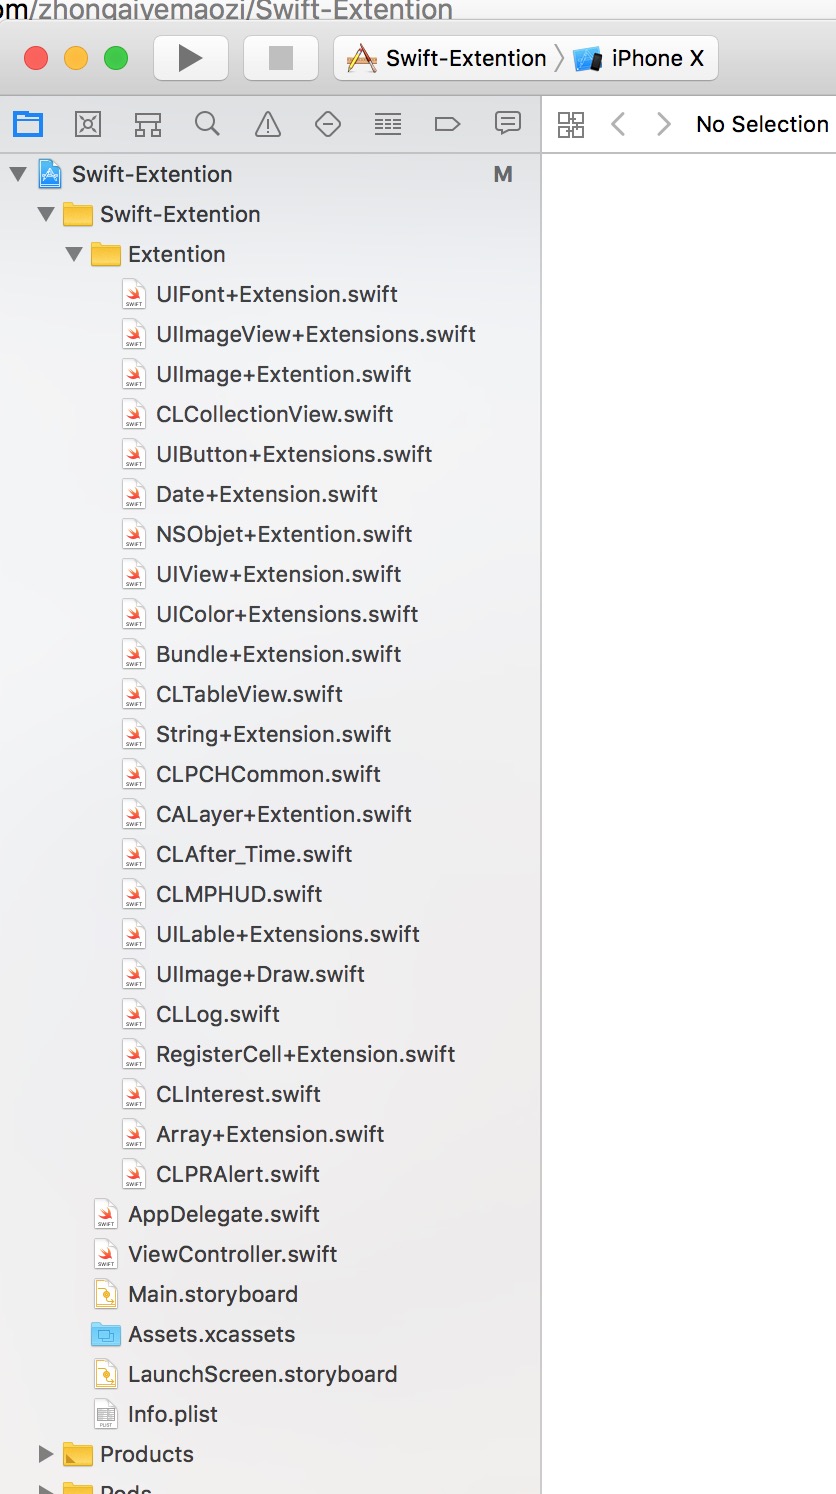 om/zhongaiyemaozi/Swift-Extention
Swift-Extention iPhone X
No Selection
Swift-Extention M
Swift-Extention
Extention
UIFont+Extension.swift
UIImageView+Extensions.swift
UIImage+Extention.swift
CLCollectionView.swift
UIButton+Extensions.swift
Date+Extension.swift
NSObjet+Extention.swift
UIView+Extension.swift
UIColor+Extensions.swift
Bundle+Extension.swift
CLTableView.swift
String+Extension.swift
CLPCHCommon.swift
CALayer+Extention.swift
CLAfter_Time.swift
CLMPHUD.swift
UILable+Extensions.swift
UIImage+Draw.swift
CLLog.swift
RegisterCell+Extension.swift
CLInterest.swift
Array+Extension.swift
CLPRAlert.swift
AppDelegate.swift
ViewController.swift
Main.storyboard
Assets.xcassets
LaunchScreen.storyboard
Info.plist
Products
Pods